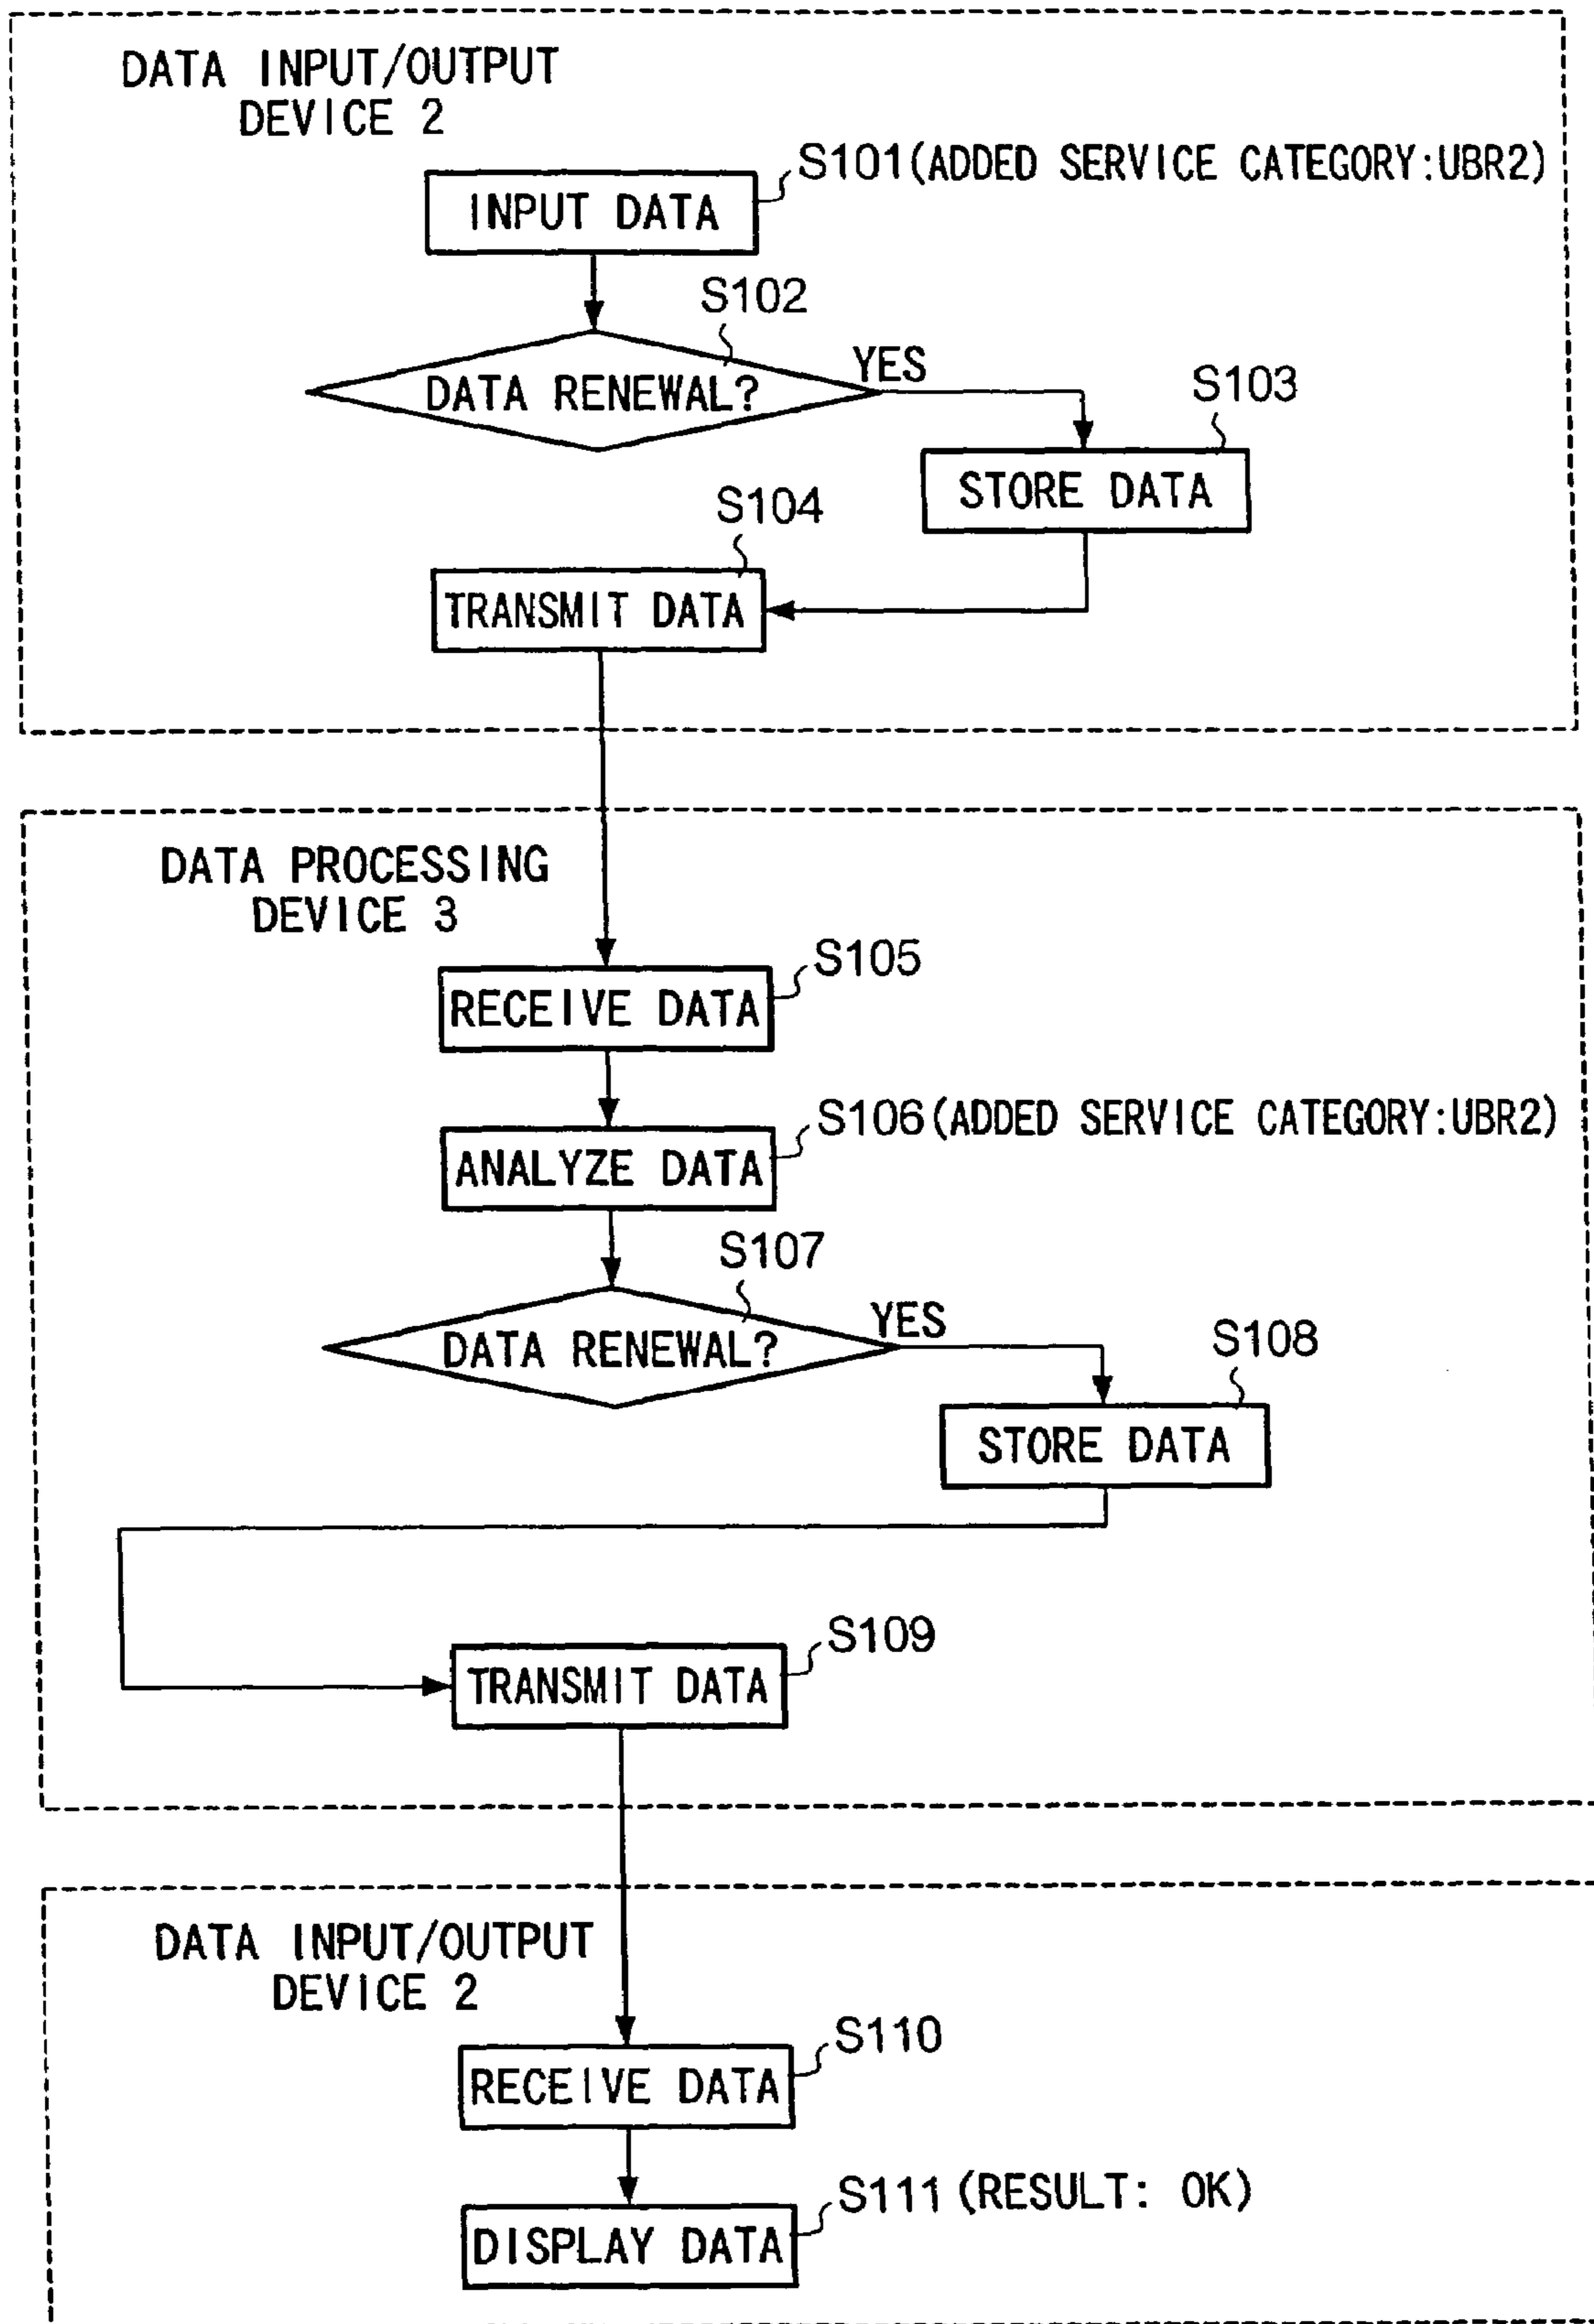 DATA INPUT/OUTPUT
DEVICE 2
S101(ADDED SERVICE CATEGORY:UBR2)
INPUT DATA
S102
DATA RENEWAL?
YES
S103
STORE DATA
S104
TRANSMIT DATA
DATA PROCESSING
DEVICE 3
S105
RECEIVE DATA
S106(ADDED SERVICE CATEGORY:UBR2)
ANALYZE DATA
S107
DATA RENEWAL?
YES
S108
STORE DATA
S109
TRANSMIT DATA
DATA INPUT/OUTPUT
DEVICE 2
S110
RECEIVE DATA
S111(RESULT: OK)
DISPLAY DATA